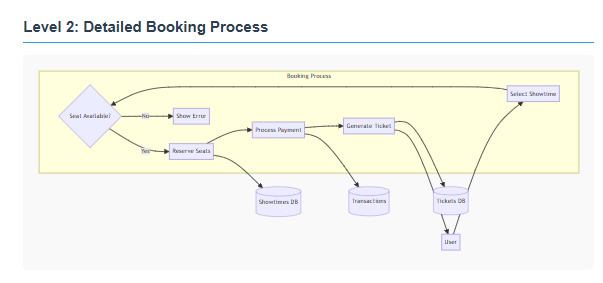 Level 2: Detailed Booking Process
Booking Process
Select Showtime
Seat Available?
No
Show Error
Process Payment
Generate Ticket
Yes
Reserve Seats
Showtimes DB
Transactions
Tickets DB
User